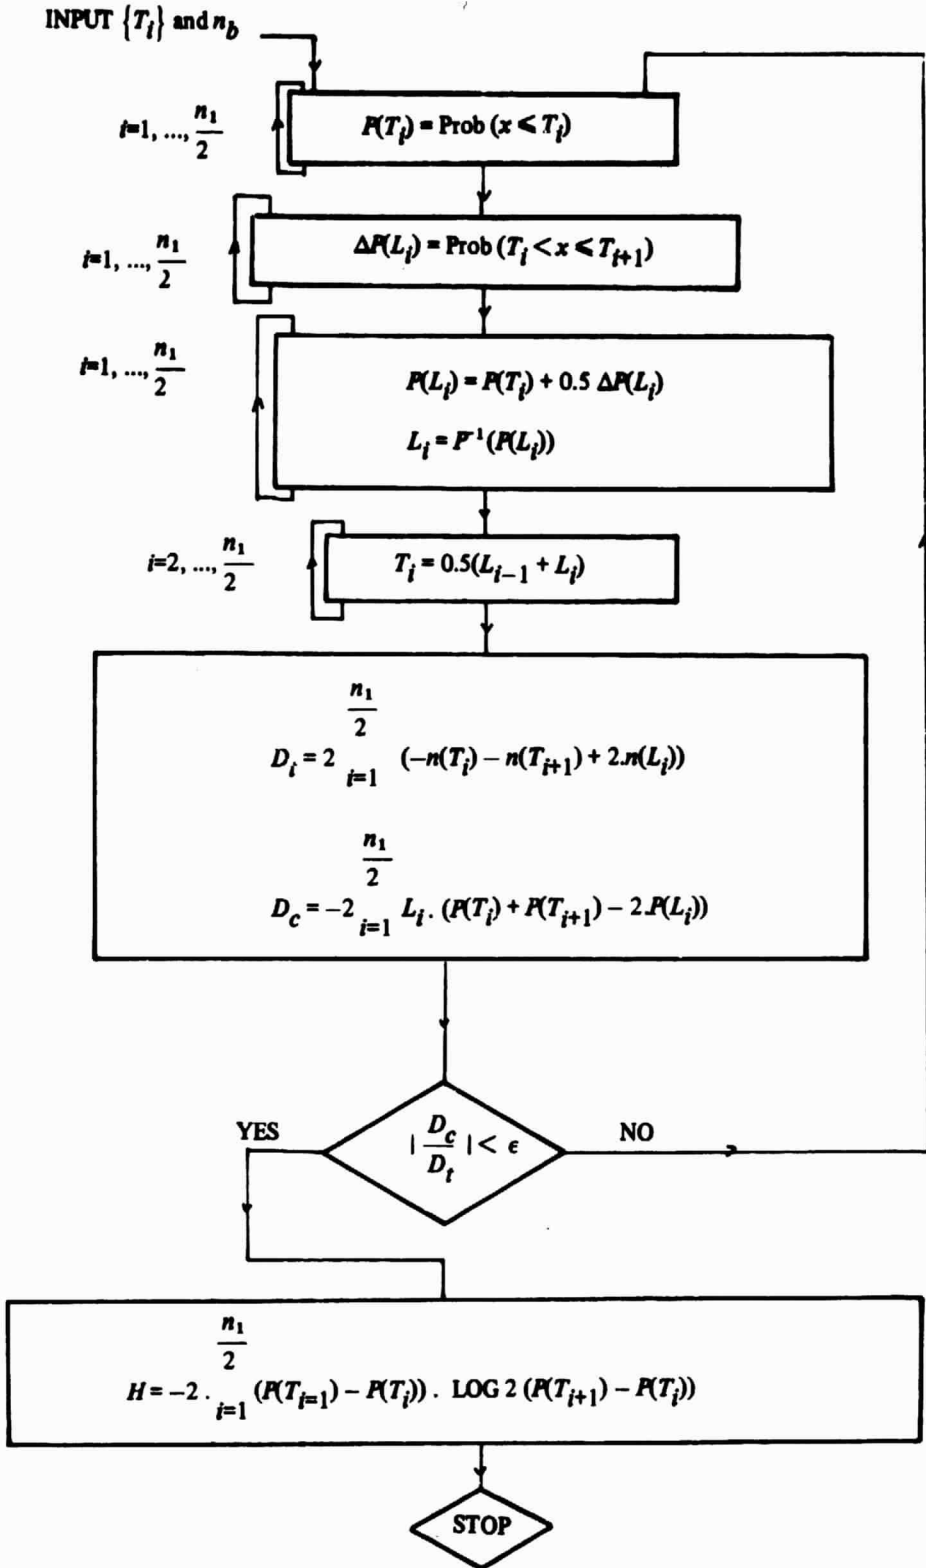 INPUT {T_i} and n_b
i=1, ..., n_1/2
P(T_i) = Prob (x ⩽ T_i)
i=1, ..., n_1/2
ΔP(L_i) = Prob (T_i < x ⩽ T_{i+1})
i=1, ..., n_1/2
P(L_i) = P(T_i) + 0.5 ΔP(L_i)
L_i = P^{-1}(P(L_i))
i=2, ..., n_1/2
T_i = 0.5(L_{i−1} + L_i)
n_1/2
D_t = 2 i=1 (−n(T_i) − n(T_{i+1}) + 2.n(L_i))
n_1/2
D_c = −2 i=1 L_i . (P(T_i) + P(T_{i+1}) − 2.P(L_i))
YES
| D_c/D_t | < ϵ
NO
n_1/2
H = −2 . i=1 (P(T_{i=1}) − P(T_i)) . LOG 2 (P(T_{i+1}) − P(T_i))
STOP